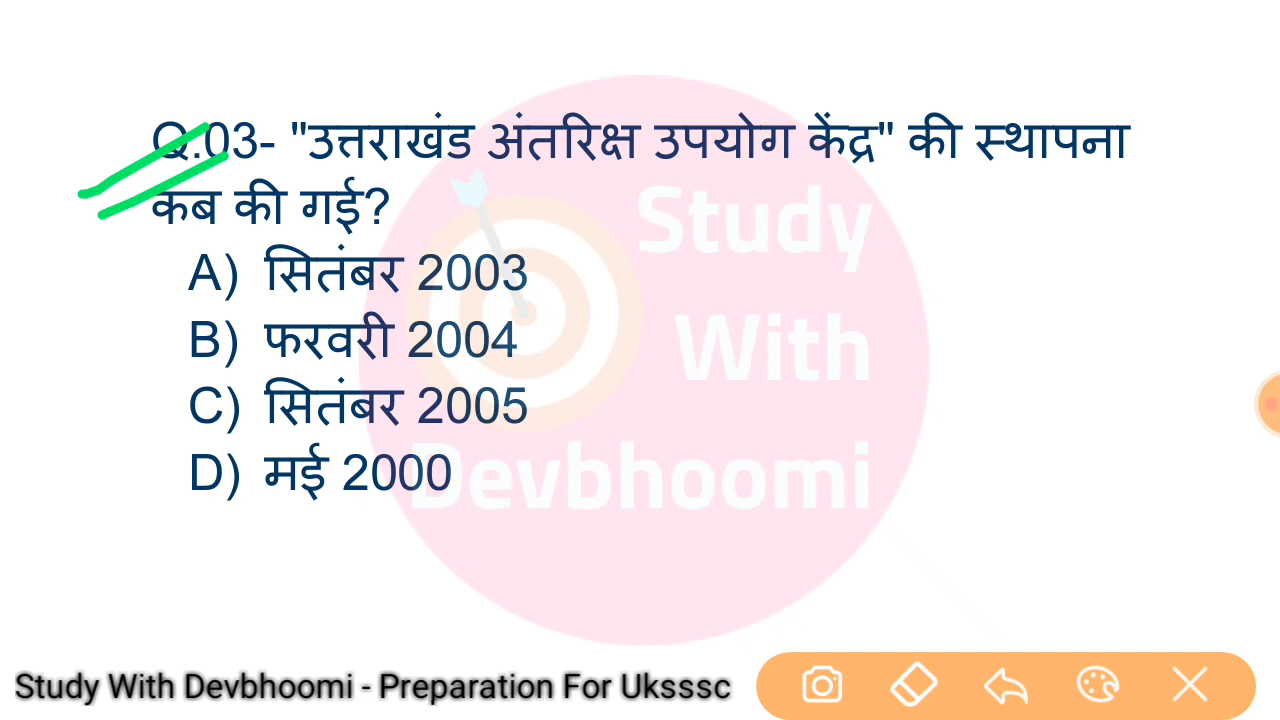 Q.03- "उत्तराखंड अंतरिक्ष उपयोग केंद्र" की स्थापना
कब की गई?
A) सितंबर 2003
B) फरवरी 2004
C) सितंबर 2005
D) मई 2000
Study
With
Devbhoomi
Study With Devbhoomi - Preparation For Uksssc